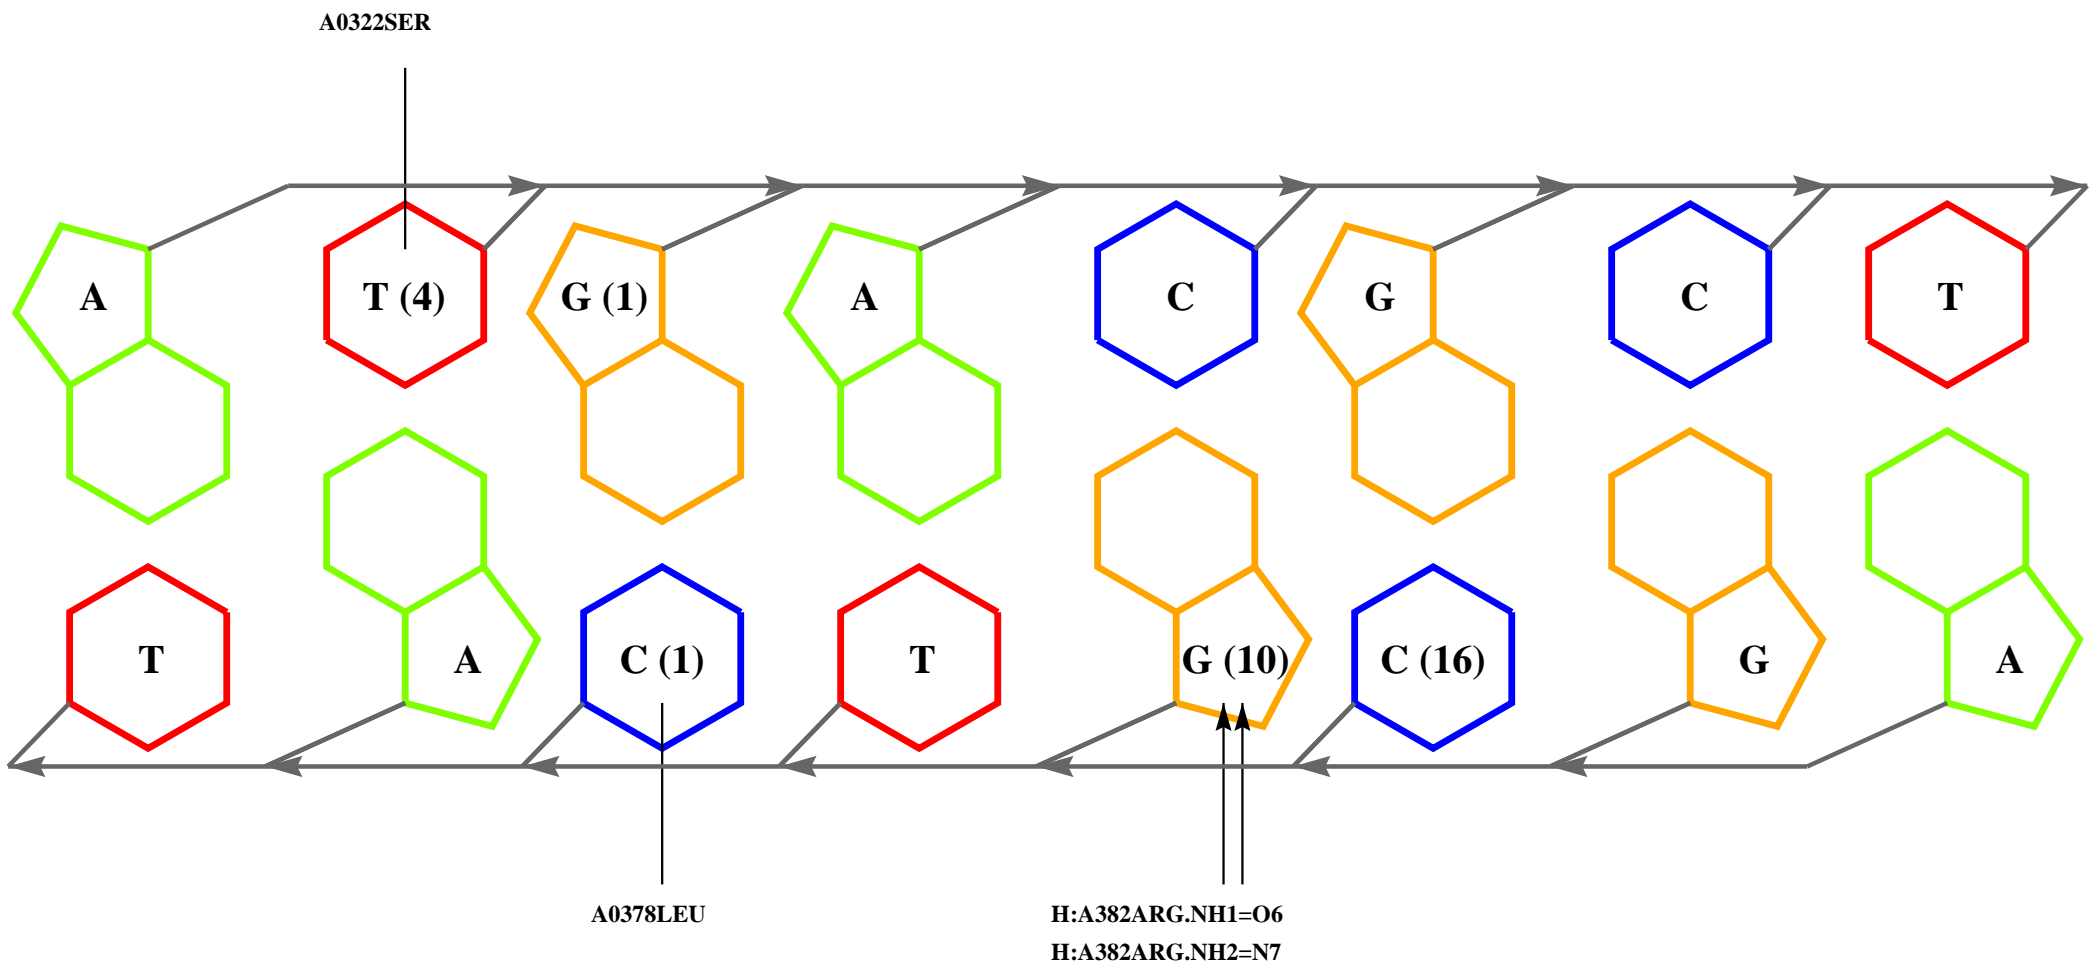 A0322SER
A T (4) G (1) A C G C T
T A C (1) T G (10) C (16) G A
A0378LEU H:A382ARG.NH1=O6
H:A382ARG.NH2=N7